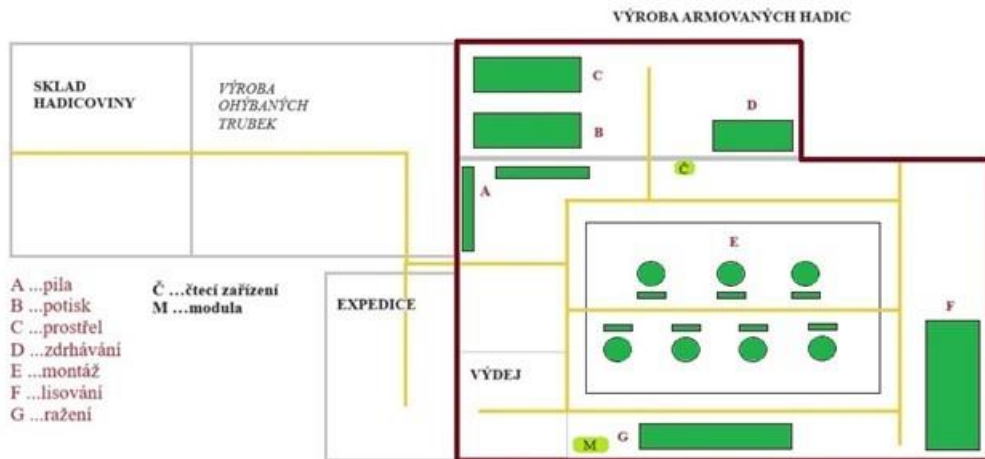 VÝROBA ARMOVANÝCH HADIC
SKLAD
HADICOVINY
VÝROBA
OHÝBANÝCH
TRUBEK
C
B
D
Č
A
E
A ...pila
B ...potisk
C ...prostřel
D ...zdrhávání
E ...montáž
F ...lisování
G ...ražení
Č ...čtecí zařízení
M ...modula
EXPEDICE
F
VÝDEJ
G
M